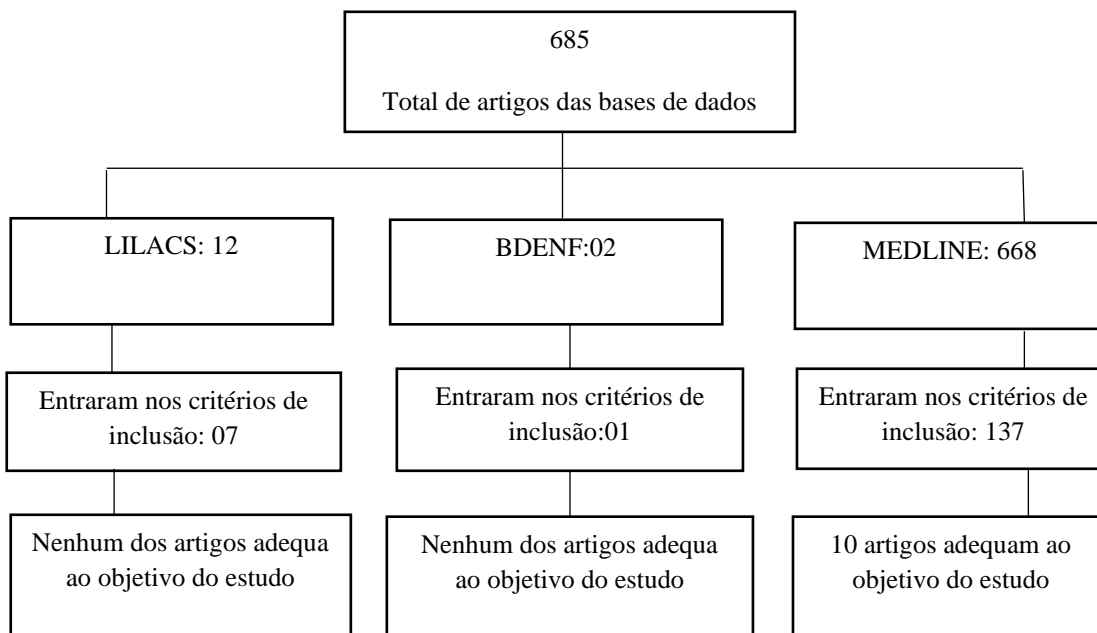 685
Total de artigos das bases de dados
LILACS: 12
BDENF:02
MEDLINE: 668
Entraram nos critérios de
inclusão: 07
Entraram nos critérios de
inclusão:01
Entraram nos critérios de
inclusão: 137
Nenhum dos artigos adequa
ao objetivo do estudo
Nenhum dos artigos adequa
ao objetivo do estudo
10 artigos adequam ao
objetivo do estudo